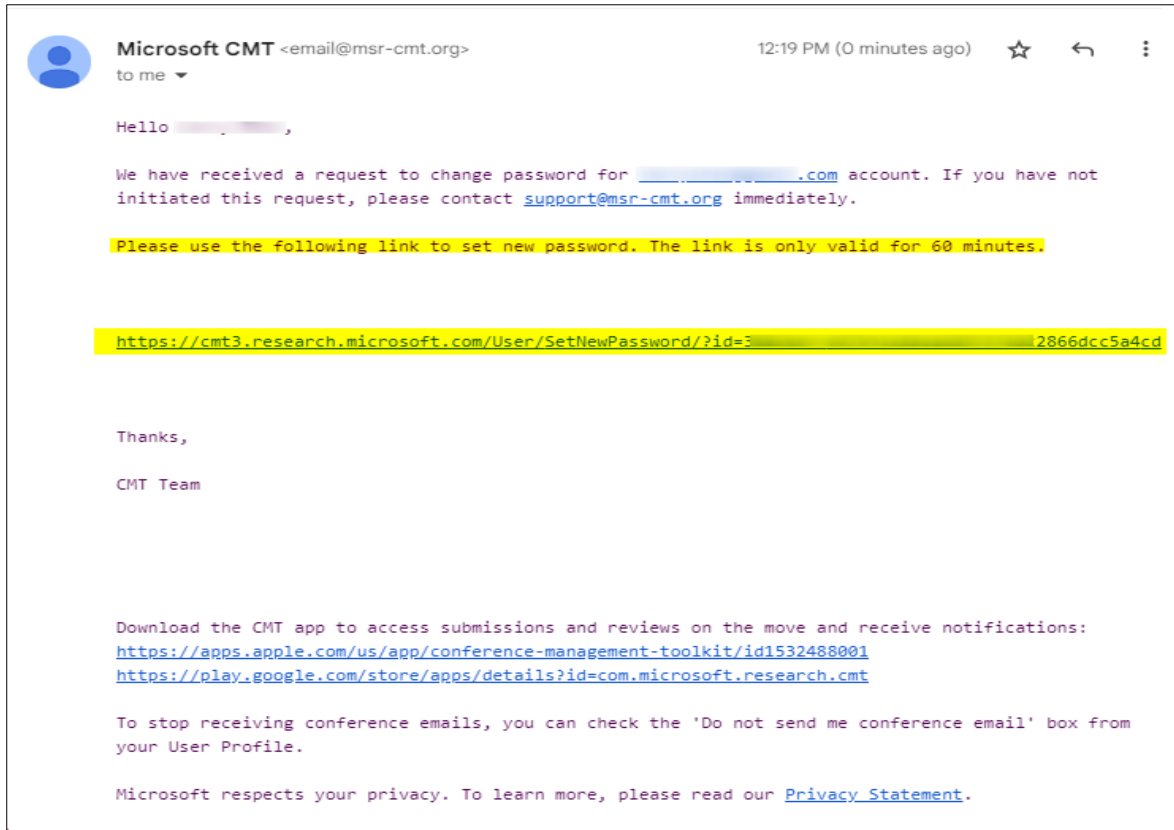 Microsoft CMT <email@msr-cmt.org> 12:19 PM (0 minutes ago)
to me
Hello ,
We have received a request to change password for .com account. If you have not
initiated this request, please contact support@msr-cmt.org immediately.
Please use the following link to set new password. The link is only valid for 60 minutes.
https://cmt3.research.microsoft.com/User/SetNewPassword/?id=3 2866dcc5a4cd
Thanks,
CMT Team
Download the CMT app to access submissions and reviews on the move and receive notifications:
https://apps.apple.com/us/app/conference-management-toolkit/id1532488001
https://play.google.com/store/apps/details?id=com.microsoft.research.cmt
To stop receiving conference emails, you can check the 'Do not send me conference email' box from
your User Profile.
Microsoft respects your privacy. To learn more, please read our Privacy Statement.